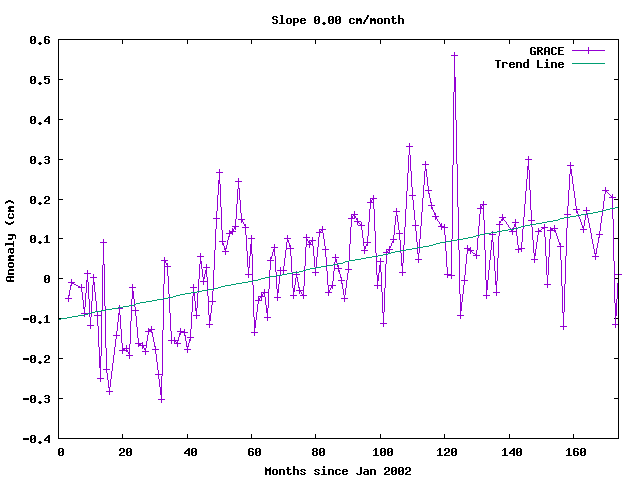 Slope 0.00 cm/month
GRACE
Trend Line
0.6
0.5
0.4
0.3
0.2
0.1
0
-0.1
-0.2
-0.3
-0.4
Anomaly (cm)
0 20 40 60 80 100 120 140 160
Months since Jan 2002